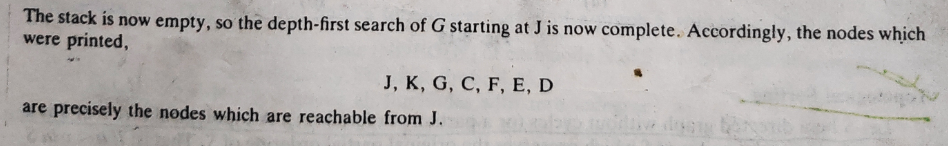 The stack is now empty, so the depth-first search of G starting at J is now complete. Accordingly, the nodes which
were printed,
J, K, G, C, F, E, D
are precisely the nodes which are reachable from J.